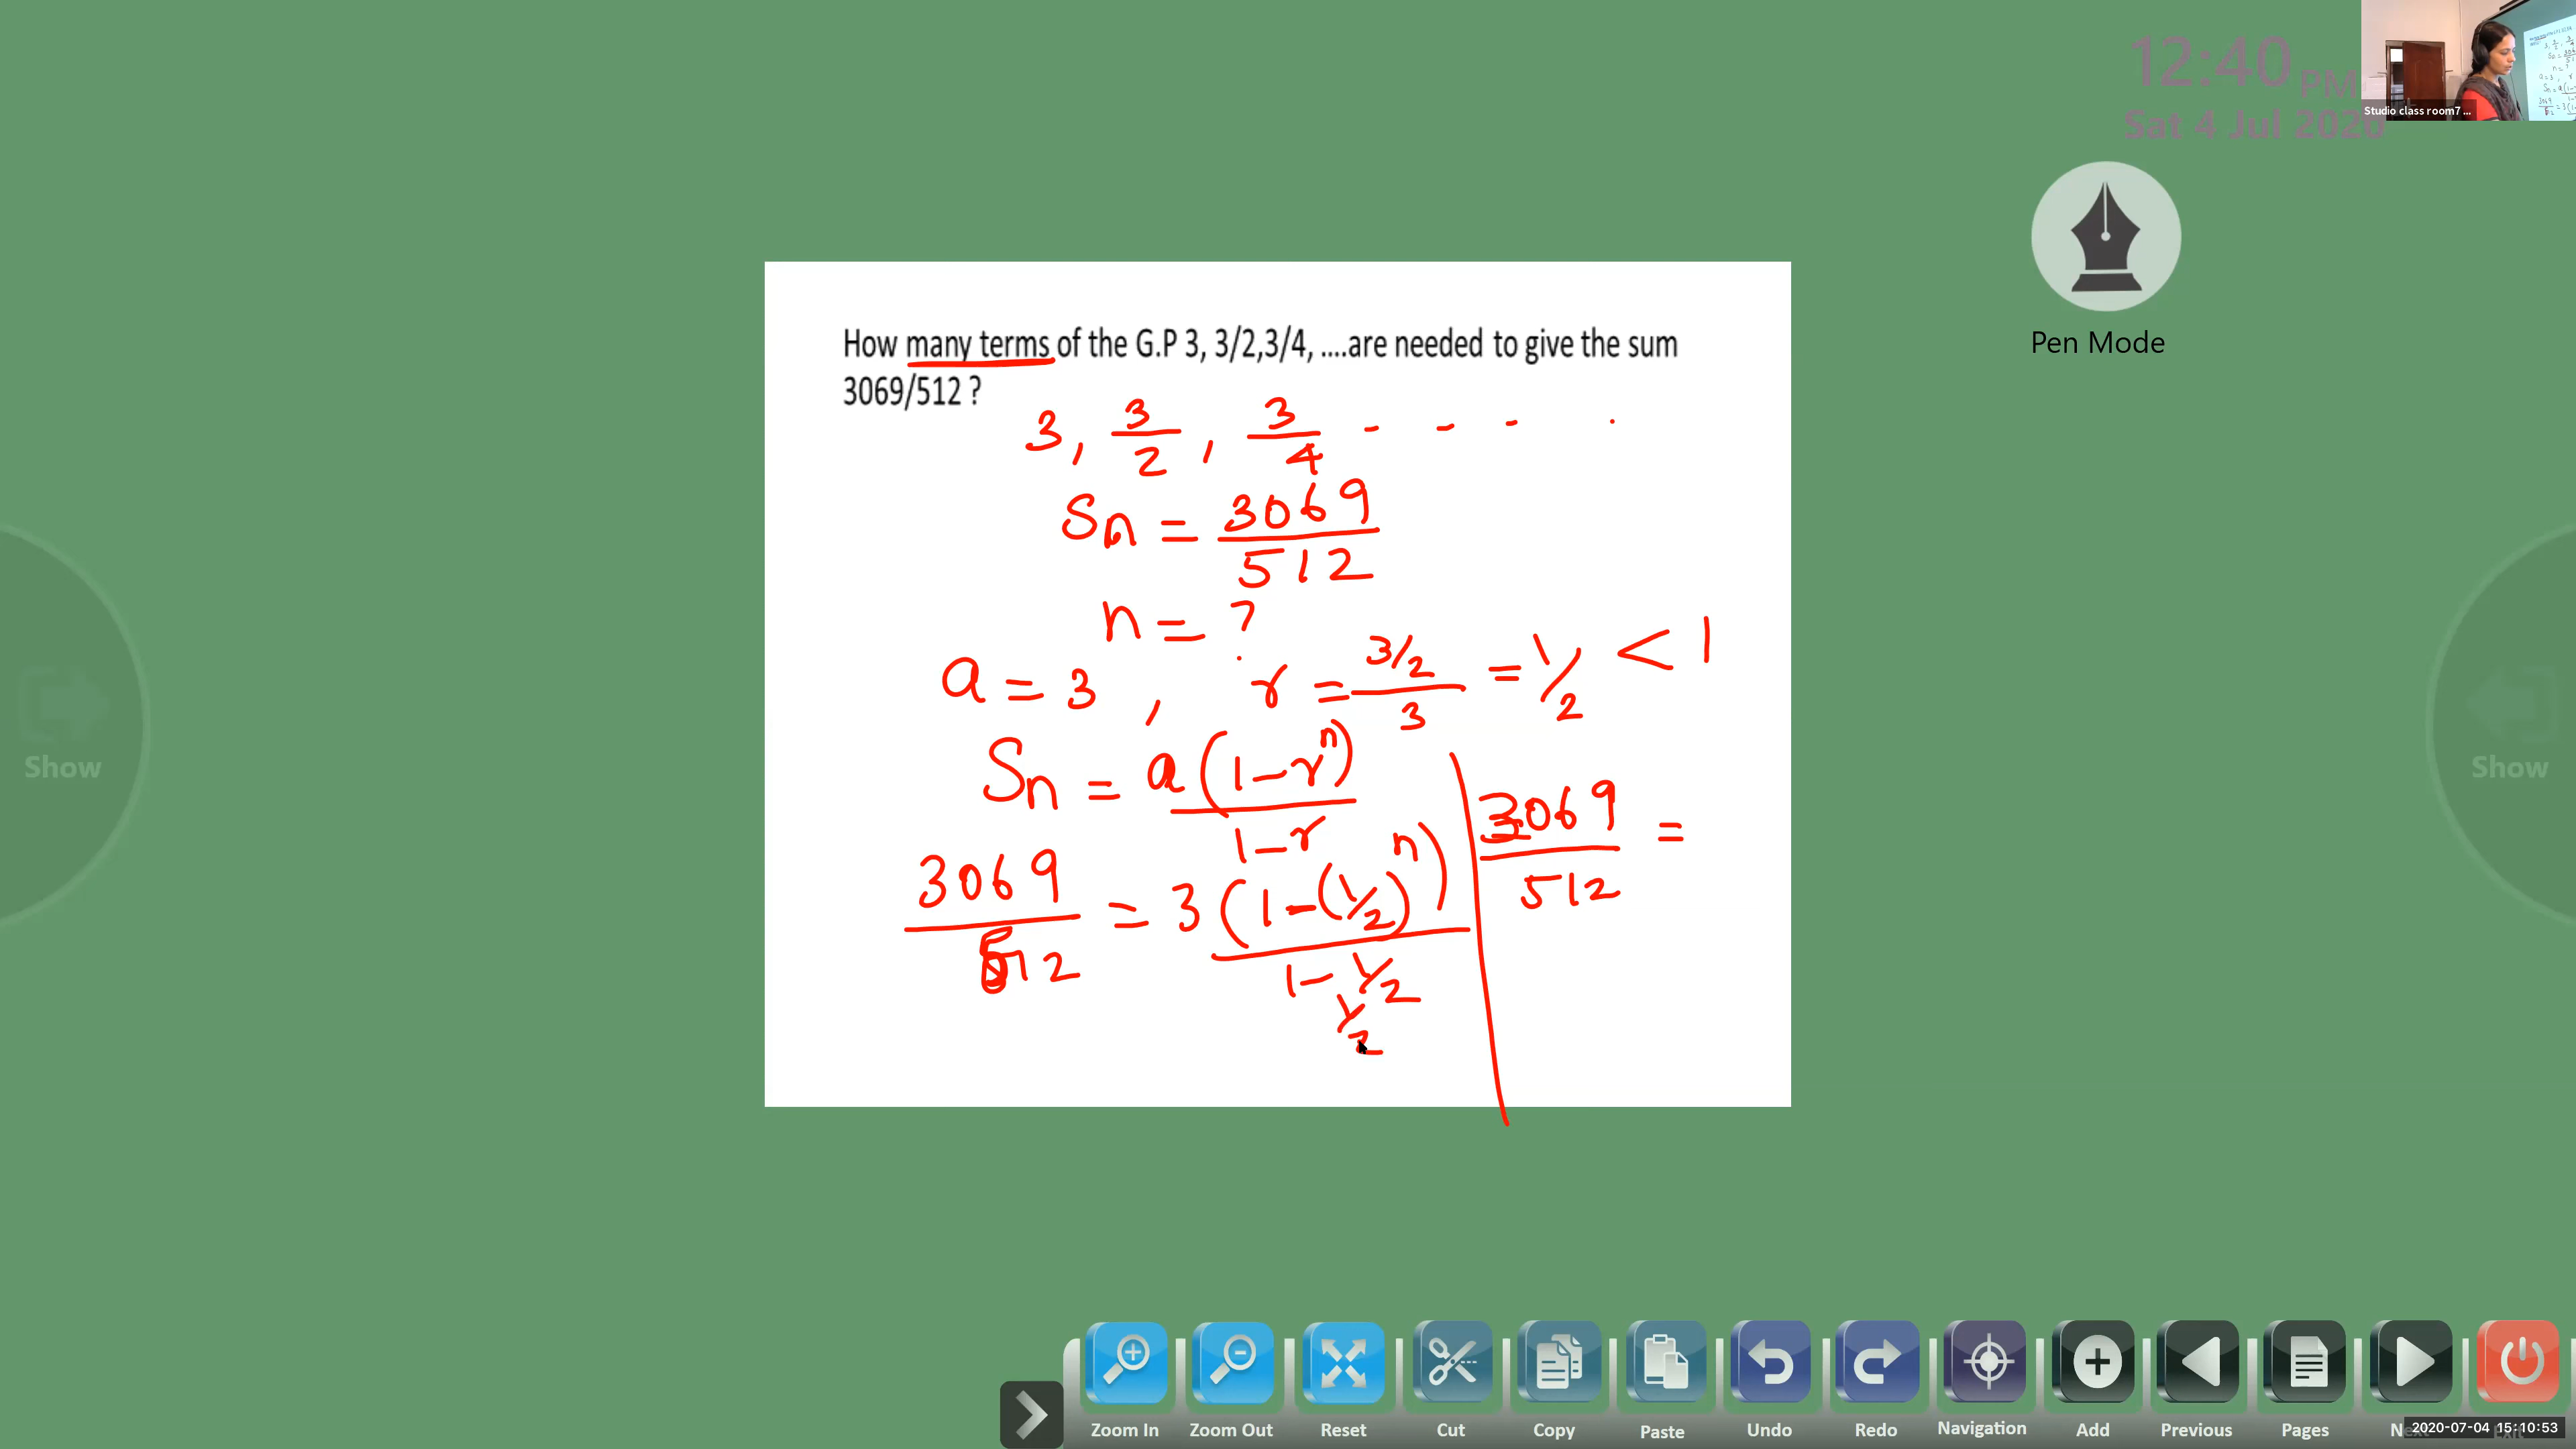 12:40 PM
Sat 4 Jul 2020
Studio class room7 ...
Pen Mode
How many terms of the G.P 3, 3/2,3/4, ....are needed to give the sum
3069/512 ?
3, 3/2, 3/4 - - - .
Sn = 3069/512
n = ?
a = 3, r = 3/2/3 = 1/2 < 1
Sn = a(1-r^n)/1-r
3069/512 = 3(1-(1/2)^n)/1-1/2
1/2
3069/512 =
Show
Show
Zoom In
Zoom Out
Reset
Cut
Copy
Paste
Undo
Redo
Navigation
Add
Previous
Pages
2020-07-04 15:10:53